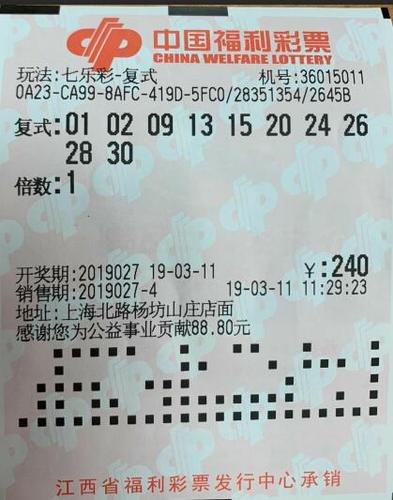 中国福利彩票
CHINA WELFARE LOTTERY
玩法:七乐彩-复式 机号:36015011
0A23-CA99-8AFC-419D-5FC0/28351354/2645B
复式:01 02 09 13 15 20 24 26
28 30
倍数:1
开奖期:2019027 19-03-11 ¥:240
销售期:2019027-4 19-03-11 11:29:23
地址:上海北路杨坊山庄店面
感谢您为公益事业贡献88.80元
江西省福利彩票发行中心承销